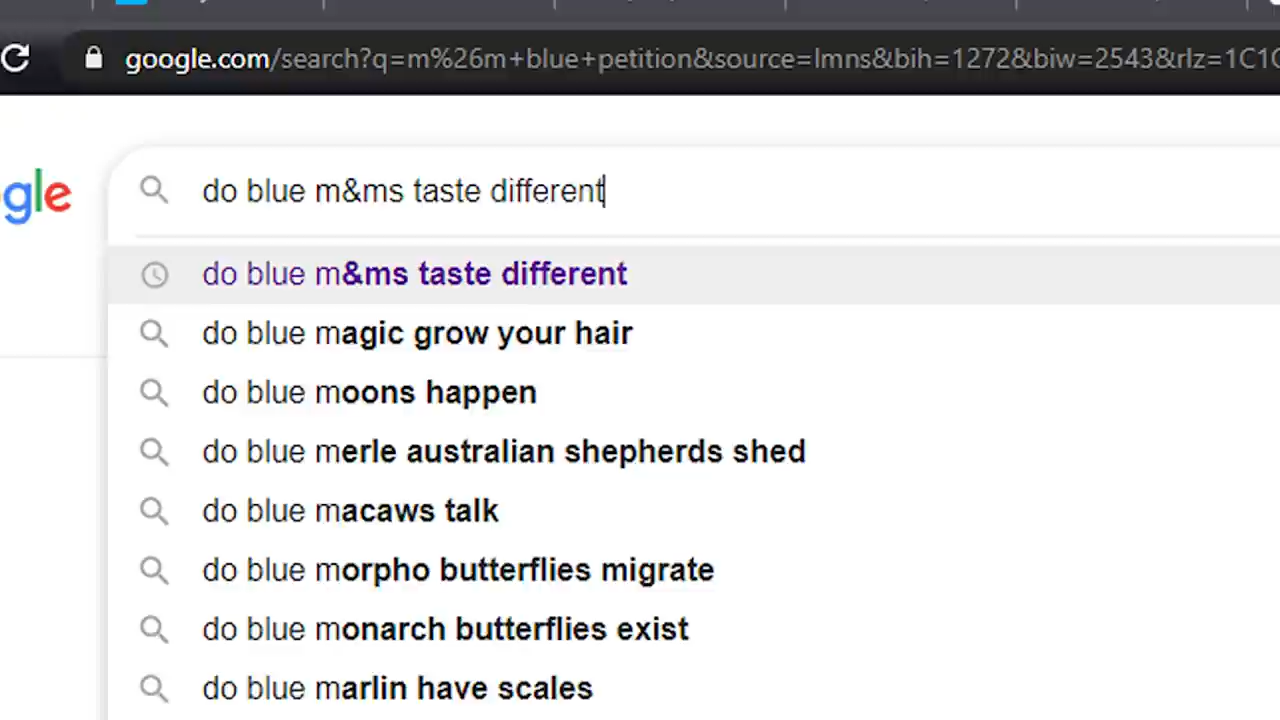 google.com/search?q=m%26m+blue+petition&source=lmns&bih=1272&biw=2543&rlz=1C1
gle
do blue m&ms taste different
do blue m&ms taste different
do blue magic grow your hair
do blue moons happen
do blue merle australian shepherds shed
do blue macaws talk
do blue morpho butterflies migrate
do blue monarch butterflies exist
do blue marlin have scales